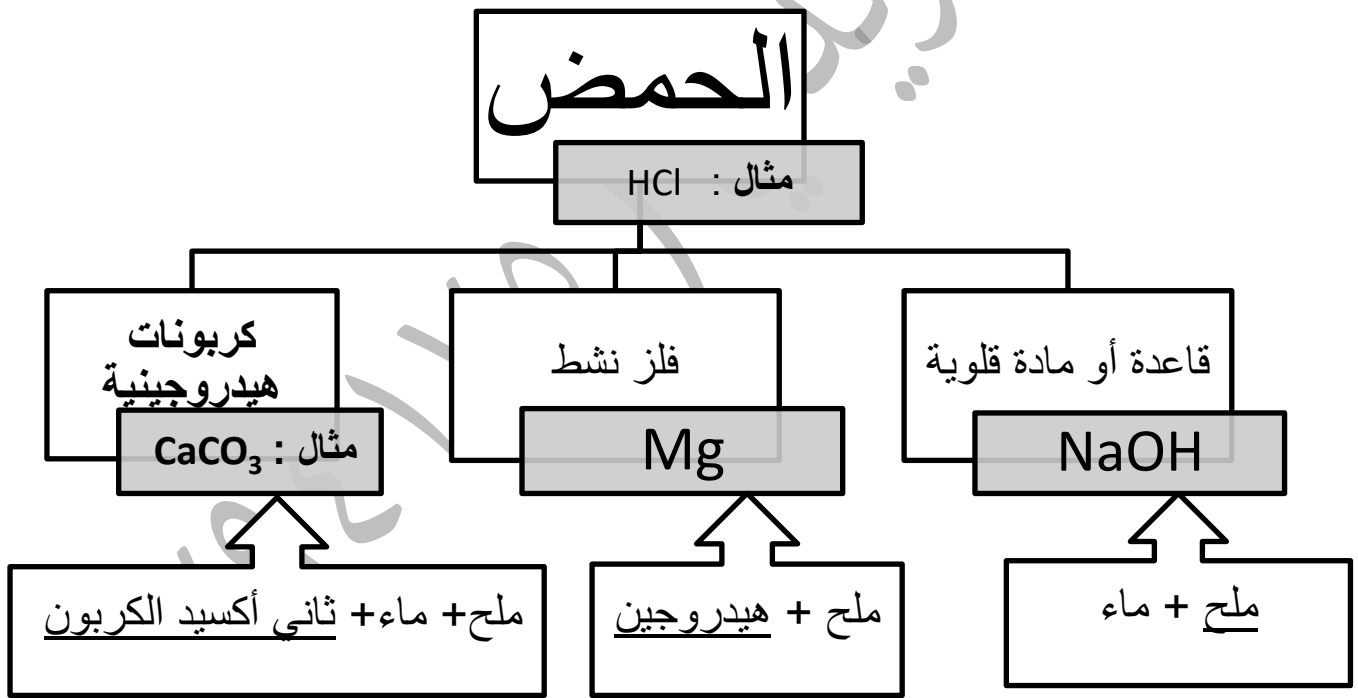 الحمض
مثال : HCl
قاعدة أو مادة قلوية
NaOH
ملح + ماء
فلز نشط
Mg
ملح + هيدروجين
كربونات
هيدروجينية
مثال : CaCO₃
ملح+ ماء+ ثاني أكسيد الكربون